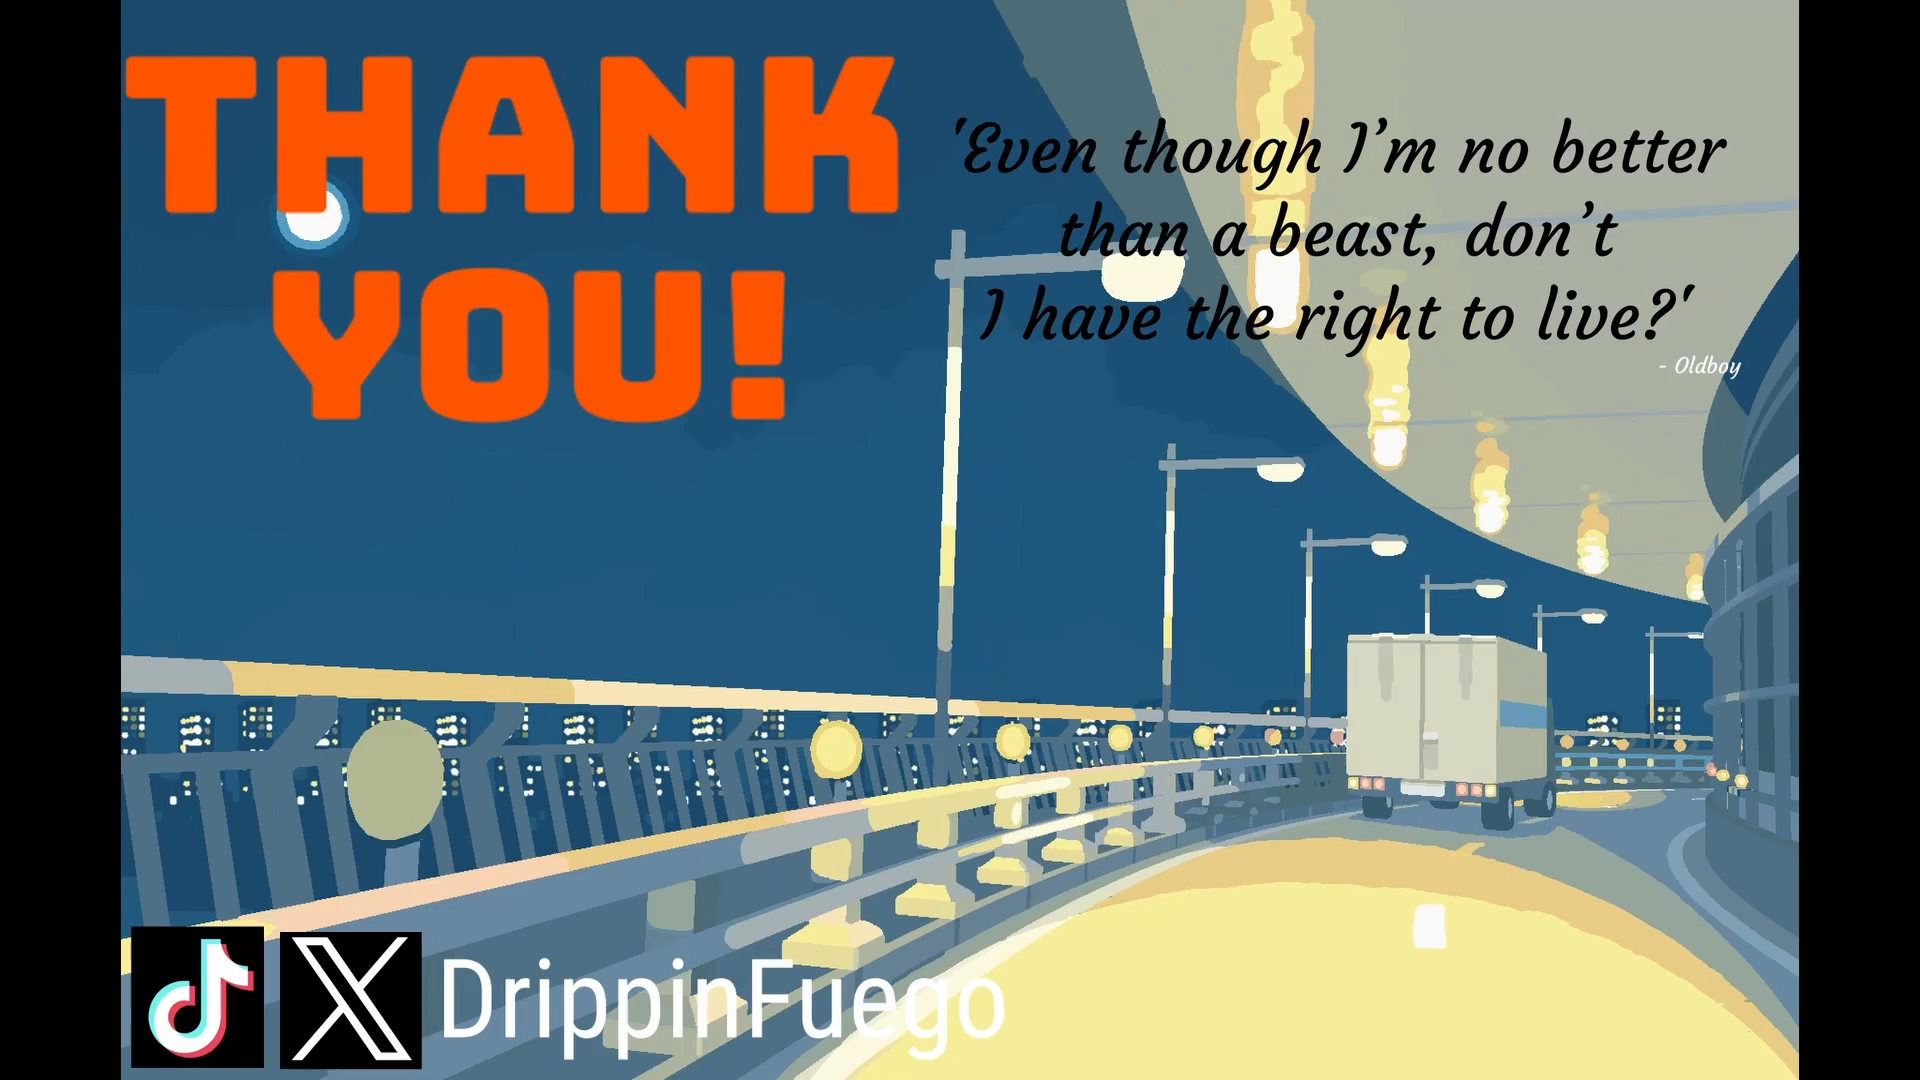 THANK
YOU!
'Even though I’m no better
than a beast, don’t
I have the right to live?'
- Oldboy
DrippinFuego